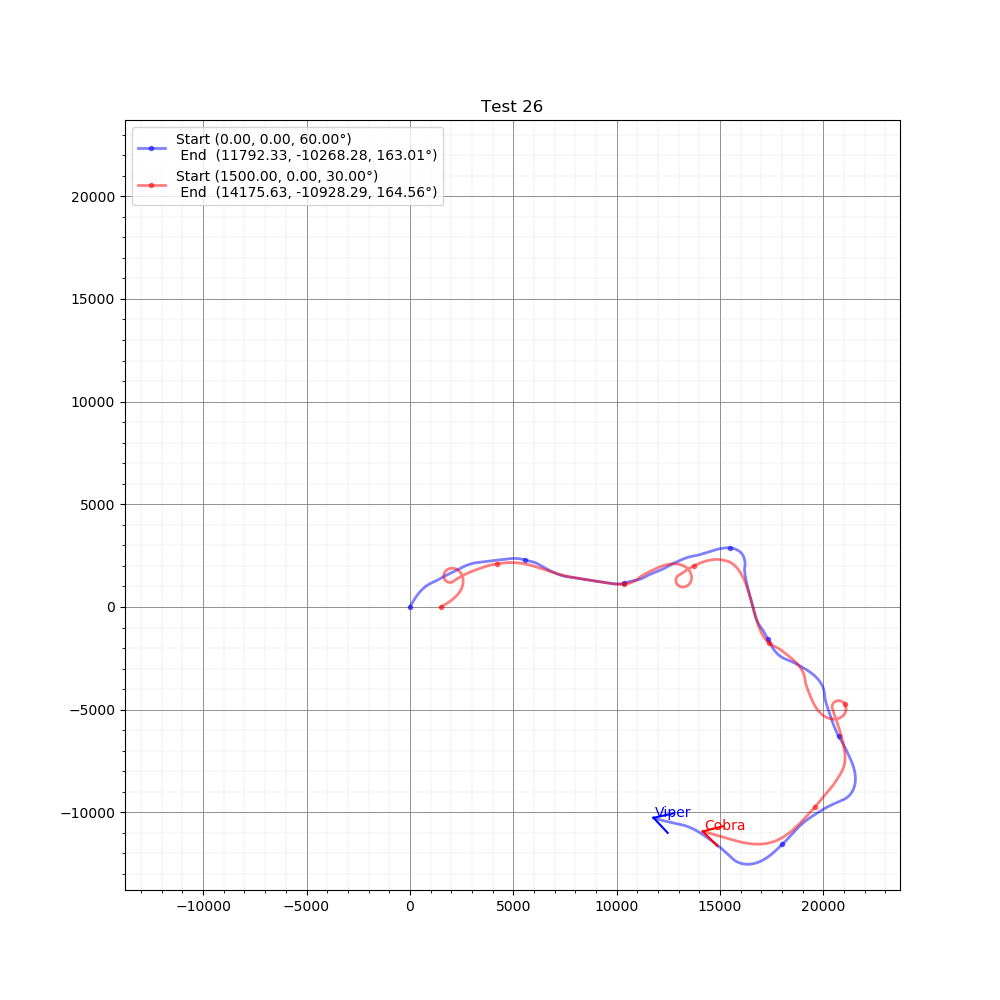 Test 26
Start (0.00, 0.00, 60.00°)
End (11792.33, -10268.28, 163.01°)
Start (1500.00, 0.00, 30.00°)
End (14175.63, -10928.29, 164.56°)
20000
15000
10000
5000
0
−5000
−10000
Viper
Cobra
−10000 −5000 0 5000 10000 15000 20000